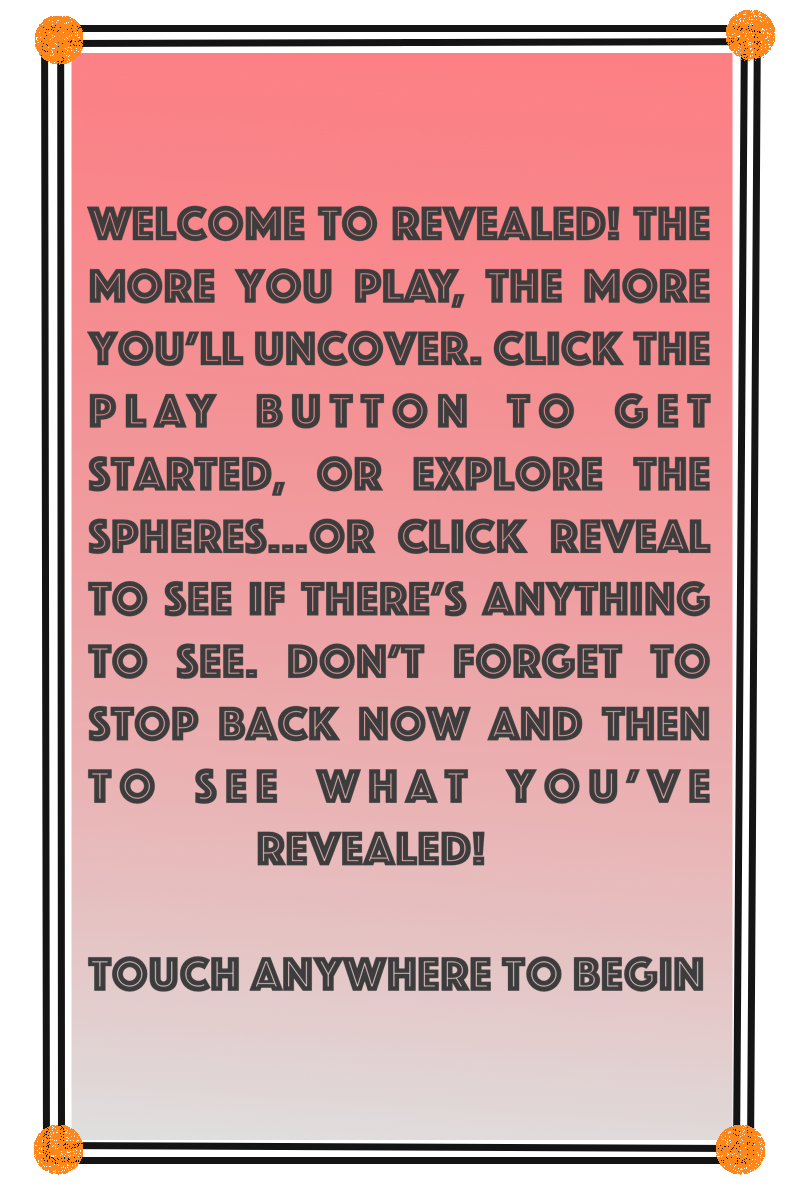 WELCOME TO REVEALED! THE
MORE YOU PLAY, THE MORE
YOU'LL UNCOVER. CLICK THE
PLAY BUTTON TO GET
STARTED, OR EXPLORE THE
SPHERES...OR CLICK REVEAL
TO SEE IF THERE'S ANYTHING
TO SEE. DON'T FORGET TO
STOP BACK NOW AND THEN
TO SEE WHAT YOU'VE
REVEALED!
TOUCH ANYWHERE TO BEGIN